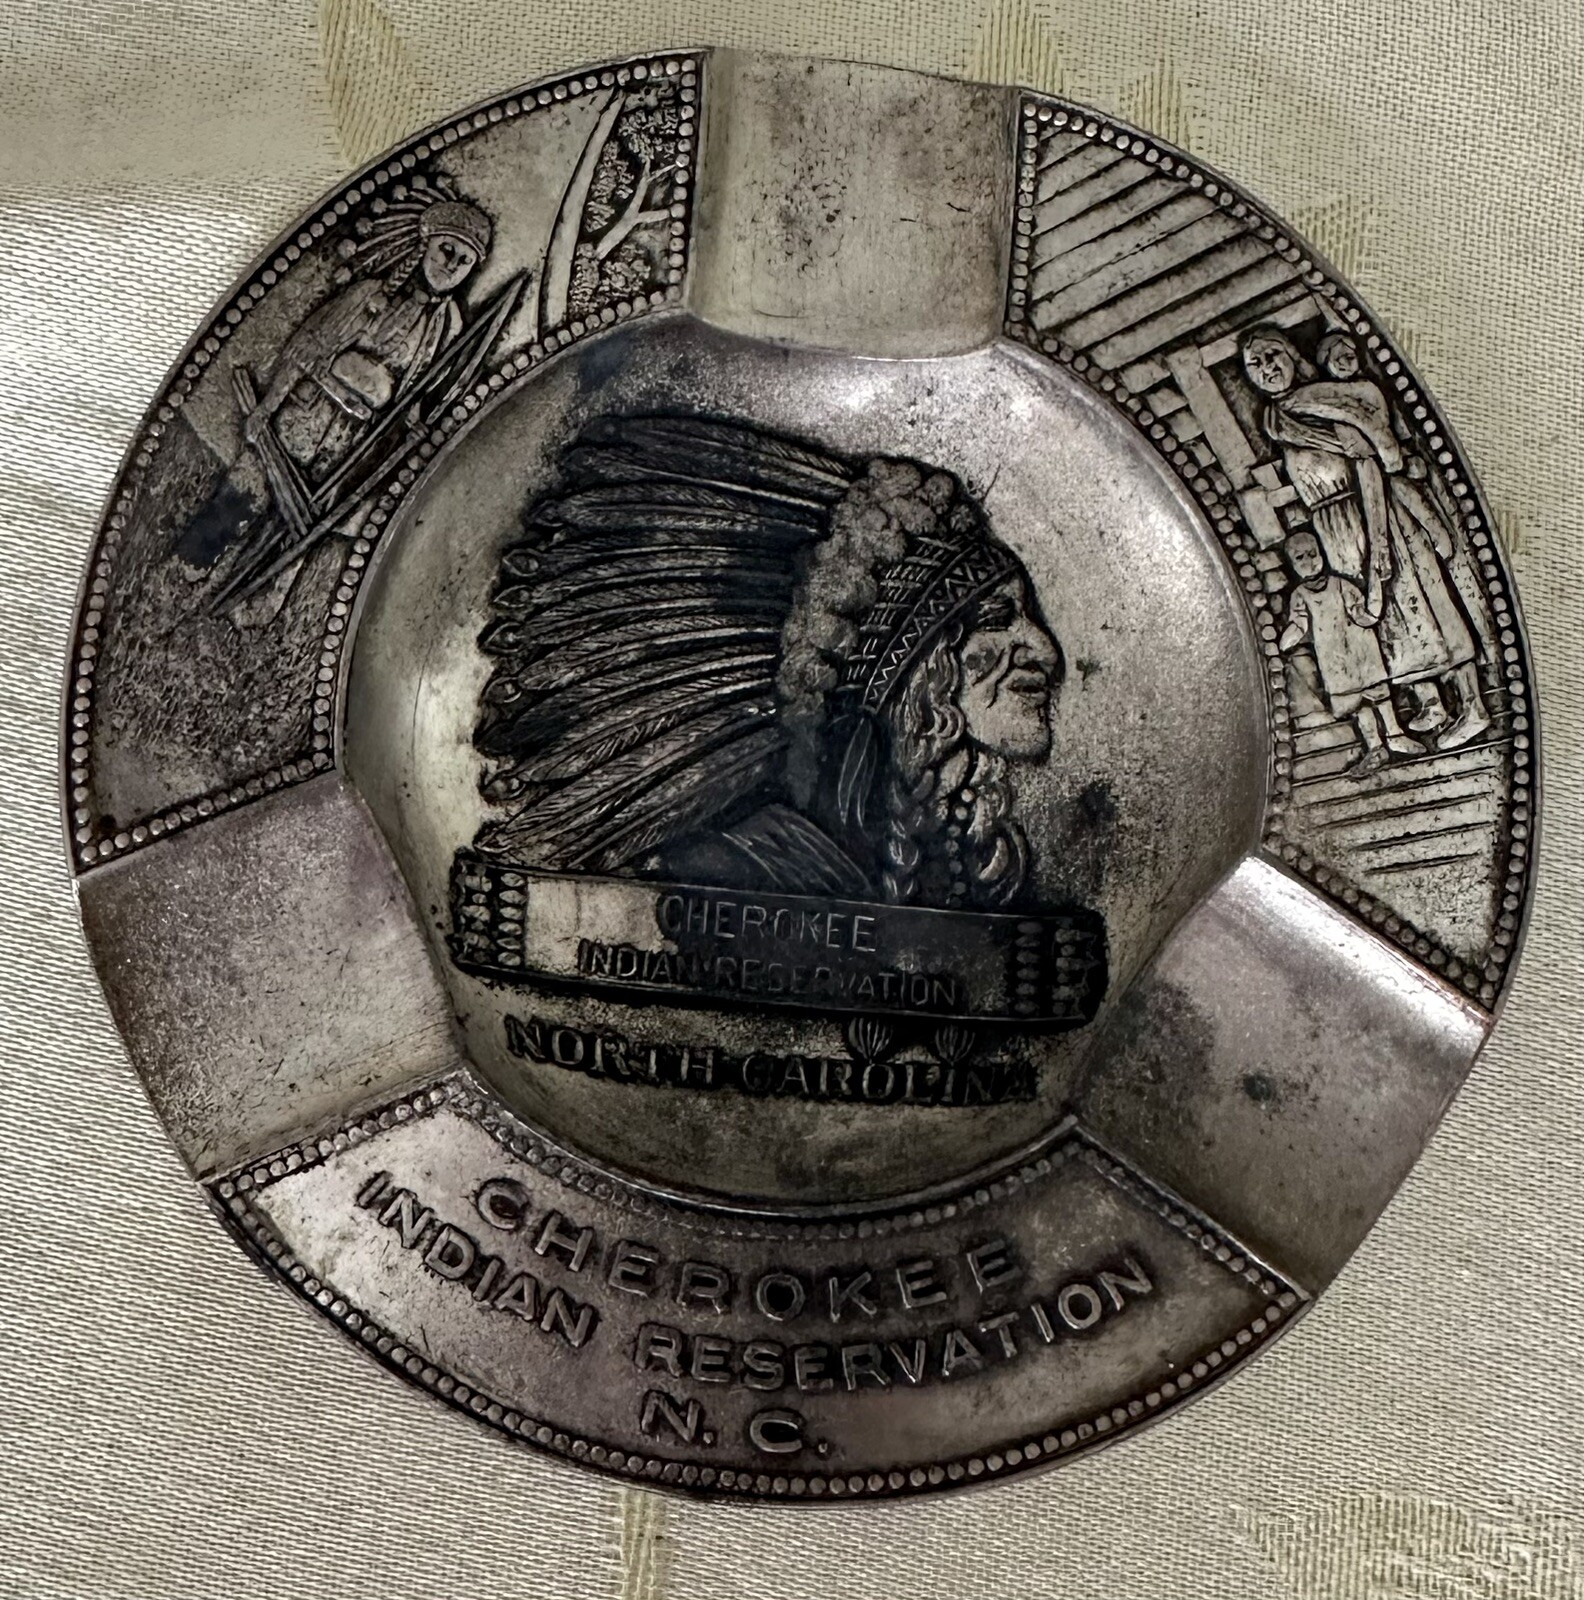 CHEROKEE
INDIAN RESERVATION
NORTH CAROLINA
CHEROKEE
INDIAN RESERVATION
N. C.